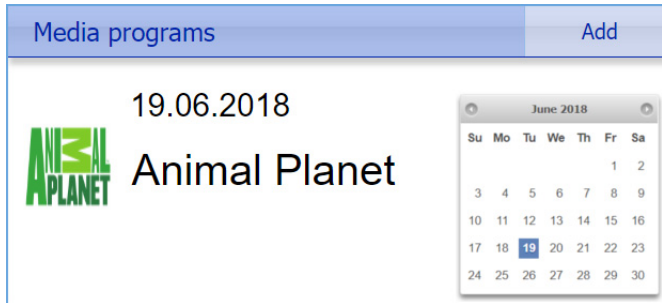 Media programs Add
19.06.2018
ANIMAL
PLANET
Animal Planet
June 2018
Su Mo Tu We Th Fr Sa
1 2
3 4 5 6 7 8 9
10 11 12 13 14 15 16
17 18 19 20 21 22 23
24 25 26 27 28 29 30